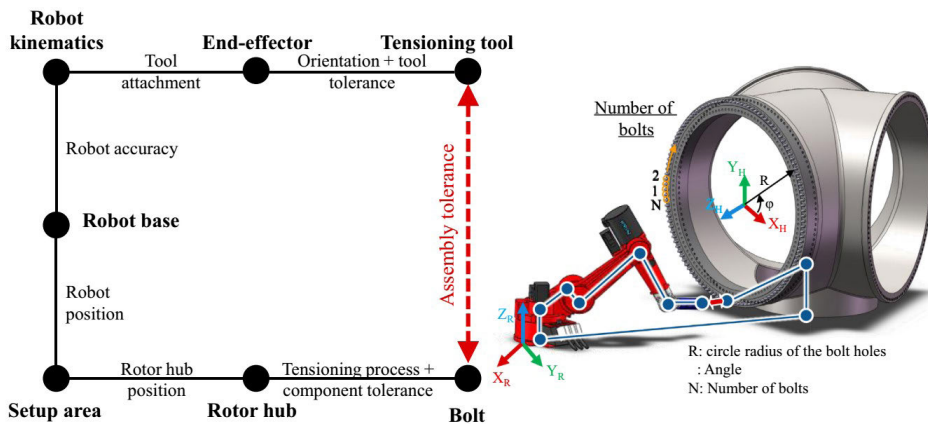 Robot
kinematics
End-effector
Tensioning tool
Tool
attachment
Orientation + tool
tolerance
Robot accuracy
Robot base
Robot
position
Assembly tolerance
Rotor hub
position
Tensioning process +
component tolerance
Setup area
Rotor hub
Bolt
Number of
bolts
2
1
N
Y_H
R
Z_H
φ
X_H
Z_R
X_R
Y_R
R: circle radius of the bolt holes
: Angle
N: Number of bolts